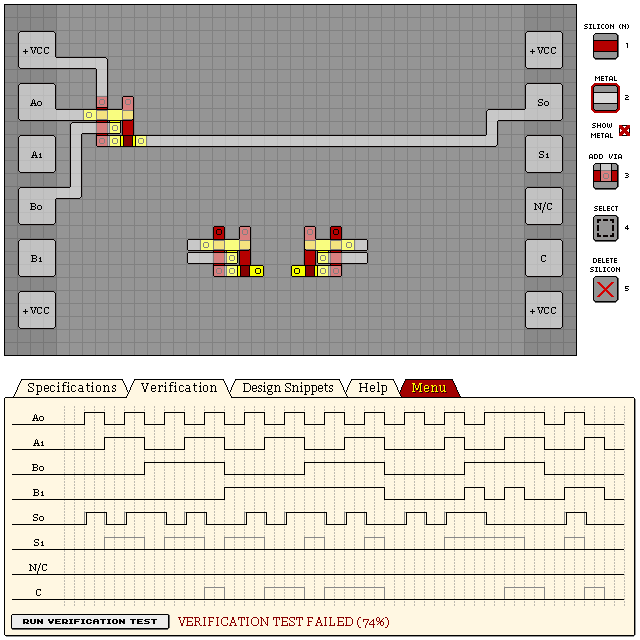 +VCC
A0
A1
B0
B1
+VCC
+VCC
S0
S1
N/C
C
+VCC
SILICON (N)
1
METAL
2
SHOW
METAL
ADD VIA
3
SELECT
4
DELETE
SILICON
5
Specifications
Verification
Design Snippets
Help
Menu
A0
A1
B0
B1
S0
S1
N/C
C
RUN VERIFICATION TEST
VERIFICATION TEST FAILED (74%)